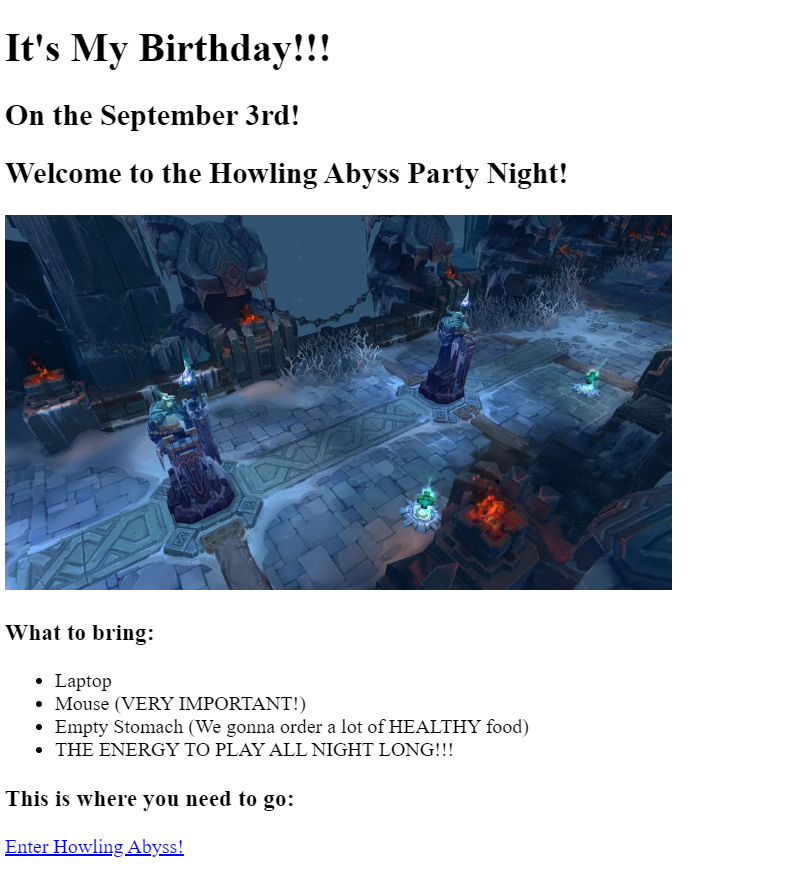 It's My Birthday!!!
On the September 3rd!
Welcome to the Howling Abyss Party Night!
What to bring:
Laptop
Mouse (VERY IMPORTANT!)
Empty Stomach (We gonna order a lot of HEALTHY food)
THE ENERGY TO PLAY ALL NIGHT LONG!!!
This is where you need to go:
Enter Howling Abyss!